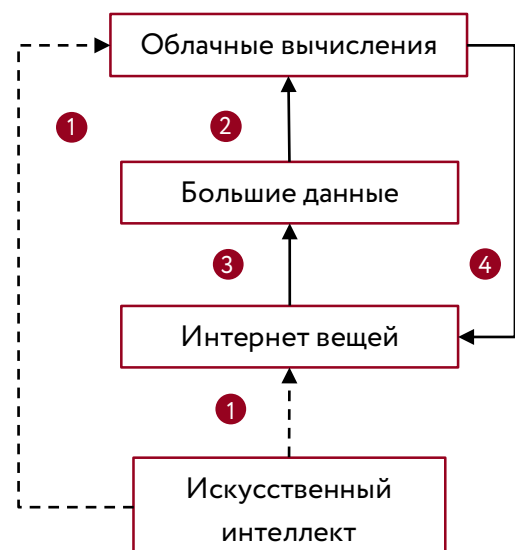 Облачные вычисления
1
2
Большие данные
3
4
Интернет вещей
1
Искусственный
интеллект